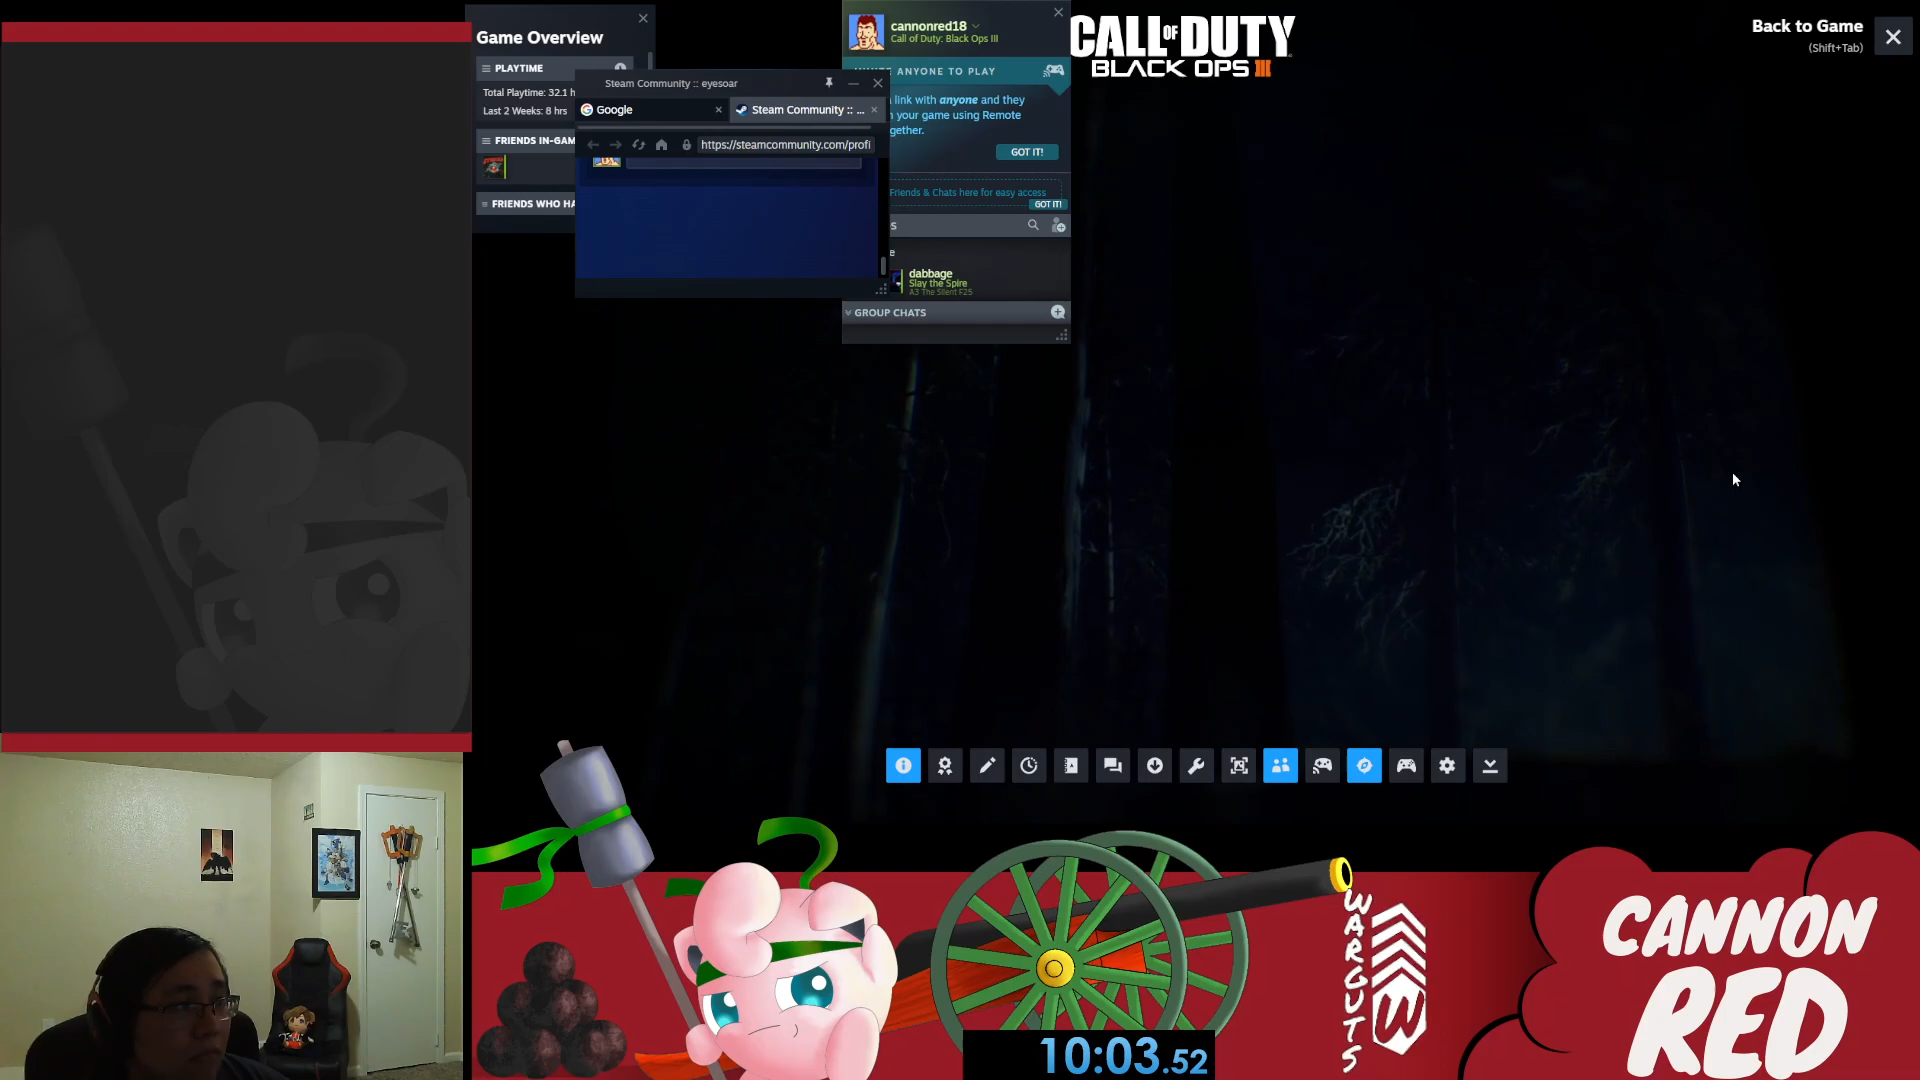 Game Overview
PLAYTIME
Total Playtime: 32.1 h
Last 2 Weeks: 8 hrs
FRIENDS IN-GAM
FRIENDS WHO HA
Steam Community :: eyesoar
Google
Steam Community :: ...
https://steamcommunity.com/profi
cannonred18
Call of Duty: Black Ops III
ANYONE TO PLAY
link with anyone and they
your game using Remote
gether.
GOT IT!
Friends & Chats here for easy access
GOT IT!
S
e
dabbage
Slay the Spire
A3 The Silent F25
GROUP CHATS
CALL OF DUTY
BLACK OPS III
Back to Game
(Shift+Tab)
WARGUTS
CANNON
RED
10:03.52